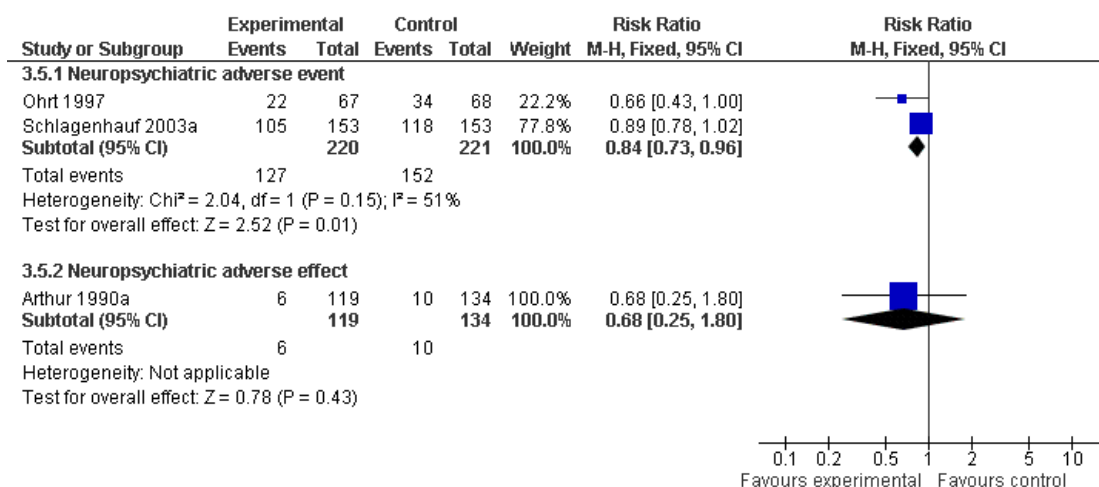 Experimental Control Risk Ratio Risk Ratio
Study or Subgroup Events Total Events Total Weight M-H, Fixed, 95% CI M-H, Fixed, 95% CI
3.5.1 Neuropsychiatric adverse event
Ohrt 1997 22 67 34 68 22.2% 0.66 [0.43, 1.00]
Schlagenhauf 2003a 105 153 118 153 77.8% 0.89 [0.78, 1.02]
Subtotal (95% CI) 220 221 100.0% 0.84 [0.73, 0.96]
Total events 127 152
Heterogeneity: Chi² = 2.04, df = 1 (P = 0.15); I² = 51%
Test for overall effect: Z = 2.52 (P = 0.01)
3.5.2 Neuropsychiatric adverse effect
Arthur 1990a 6 119 10 134 100.0% 0.68 [0.25, 1.80]
Subtotal (95% CI) 119 134 100.0% 0.68 [0.25, 1.80]
Total events 6 10
Heterogeneity: Not applicable
Test for overall effect: Z = 0.78 (P = 0.43)
0.1 0.2 0.5 1 2 5 10
Favours experimental Favours control